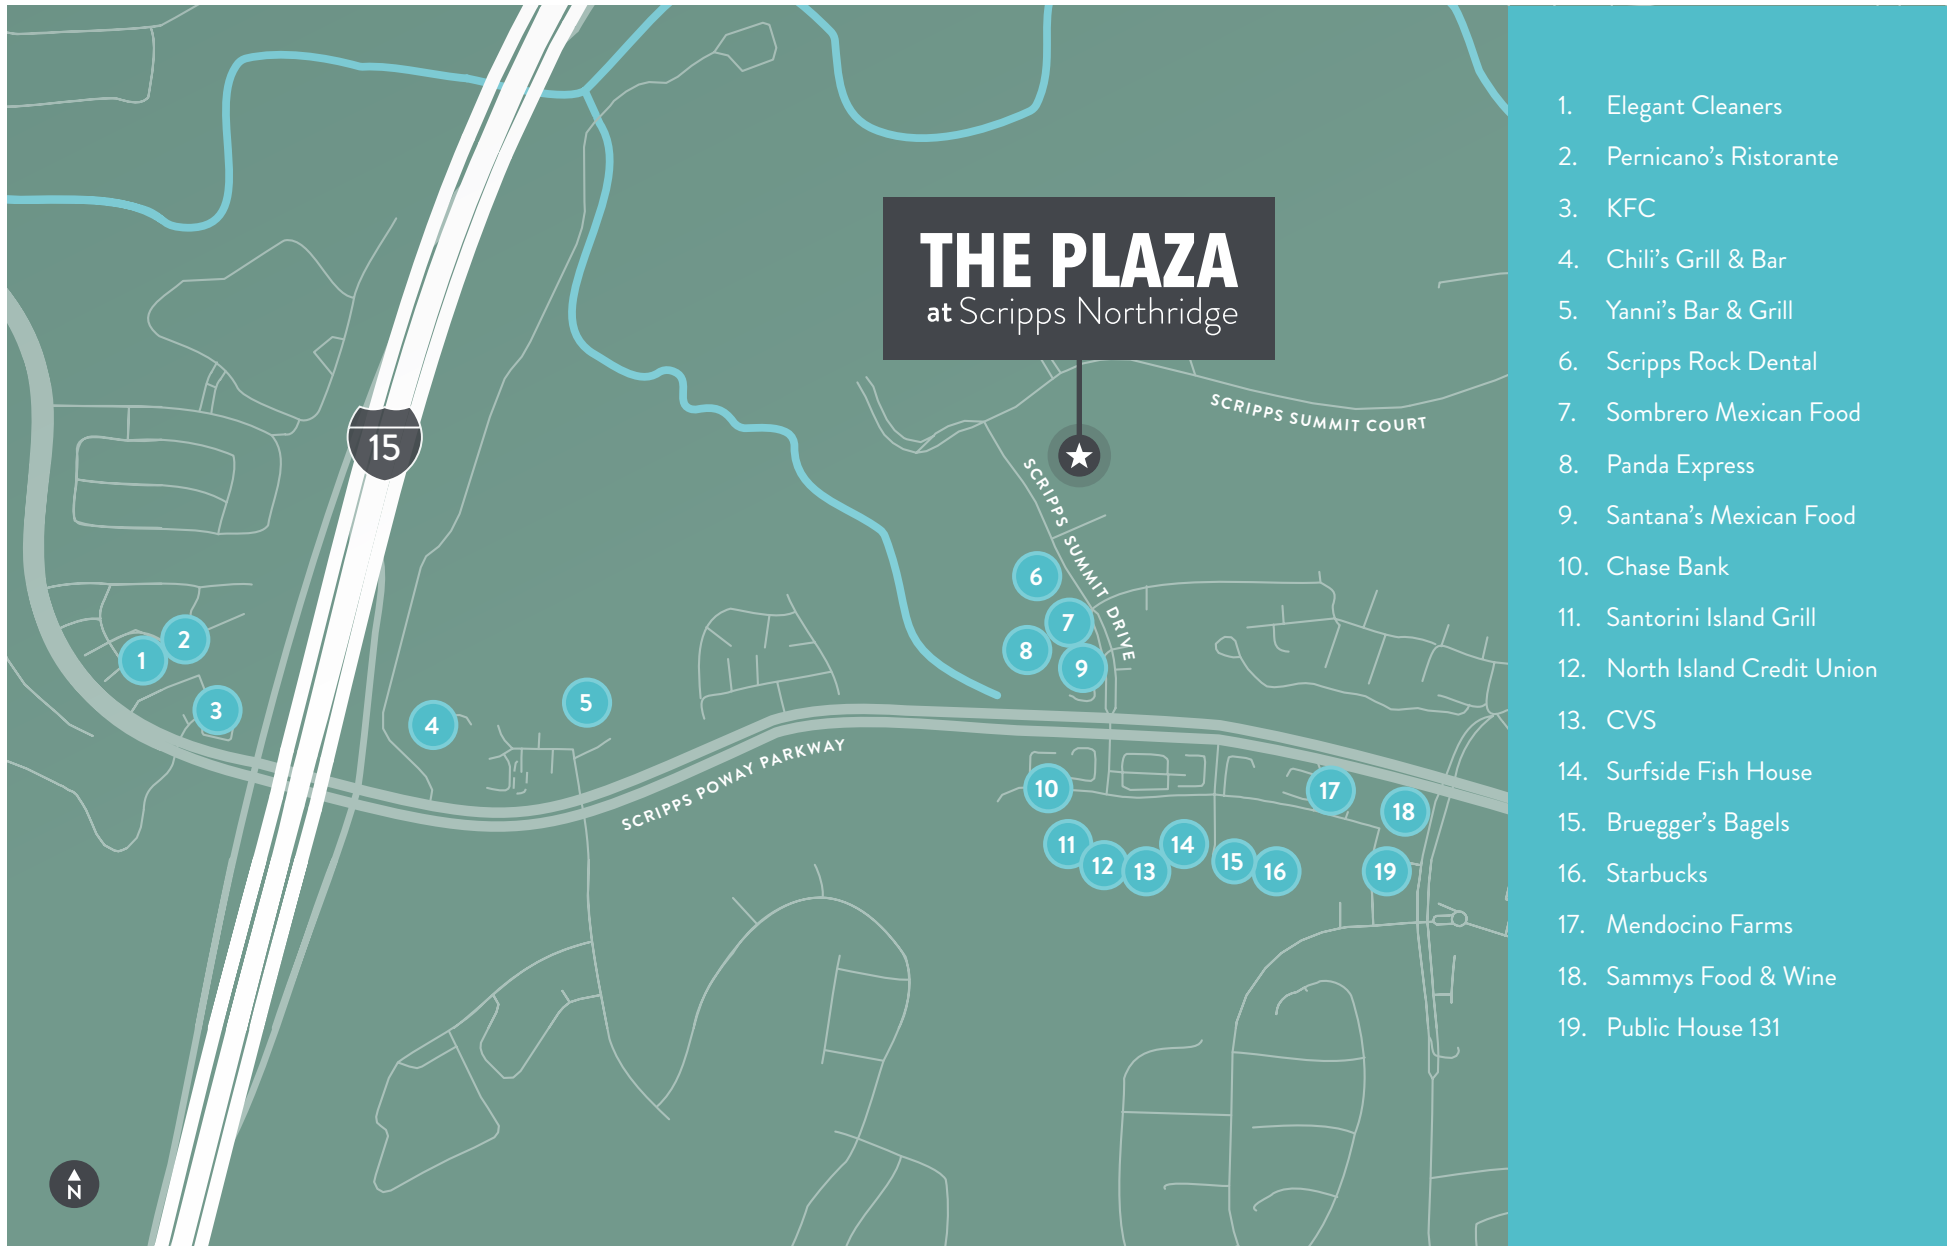 THE PLAZA
at Scripps Northridge
SCRIPPS SUMMIT COURT
15
SCRIPPS SUMMIT DRIVE
6
7
2
8
1
9
5
3
4
SCRIPPS POWAY PARKWAY
10
17
18
11
14
12
13
15
16
19
N
1. Elegant Cleaners
2. Pernicano's Ristorante
3. KFC
4. Chili's Grill & Bar
5. Yanni's Bar & Grill
6. Scripps Rock Dental
7. Sombrero Mexican Food
8. Panda Express
9. Santana's Mexican Food
10. Chase Bank
11. Santorini Island Grill
12. North Island Credit Union
13. CVS
14. Surfside Fish House
15. Bruegger's Bagels
16. Starbucks
17. Mendocino Farms
18. Sammys Food & Wine
19. Public House 131